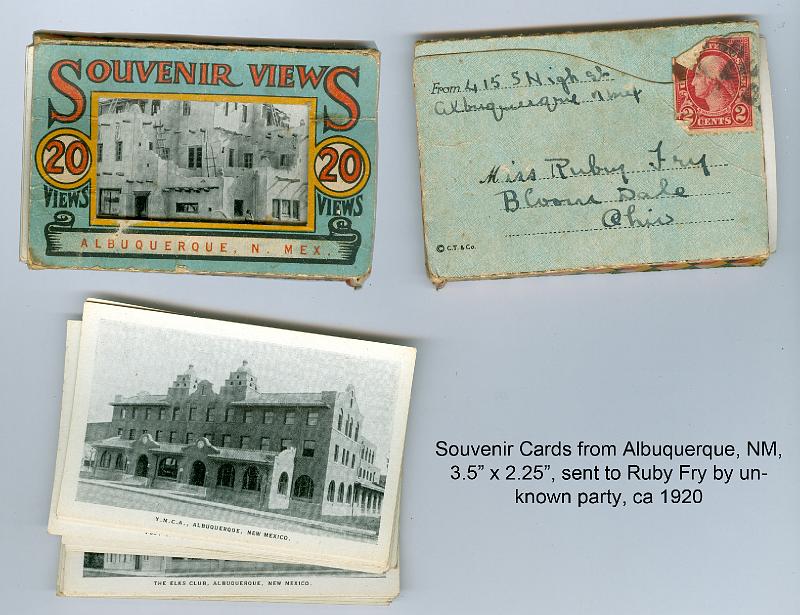 SOUVENIR VIEWS
20 VIEWS
20 VIEWS
ALBUQUERQUE, N. MEX.
From 415 S High St
Albuquerque N Mex
2 CENTS 2
Miss Ruby Fry
Bloom Dale
Ohio
© C.T. & Co.
Y.M.C.A., ALBUQUERQUE, NEW MEXICO.
THE ELKS CLUB, ALBUQUERQUE, NEW MEXICO.
Souvenir Cards from Albuquerque, NM,
3.5” x 2.25”, sent to Ruby Fry by un-
known party, ca 1920